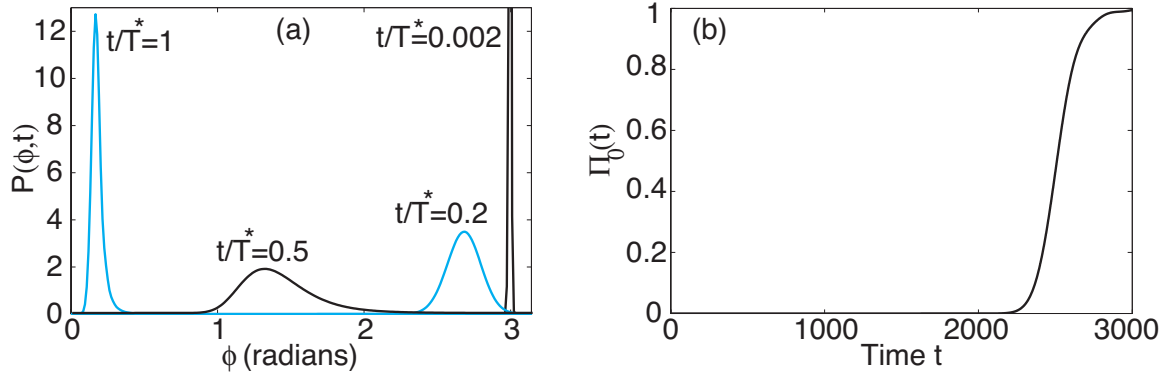 (a)
t/T*=1
t/T*=0.002
t/T*=0.2
t/T*=0.5
P(ϕ,t)
12
10
8
6
4
2
0
0 1 2 3
ϕ (radians)
(b)
Π₀(t)
1
0.8
0.6
0.4
0.2
0
0 1000 2000 3000
Time t